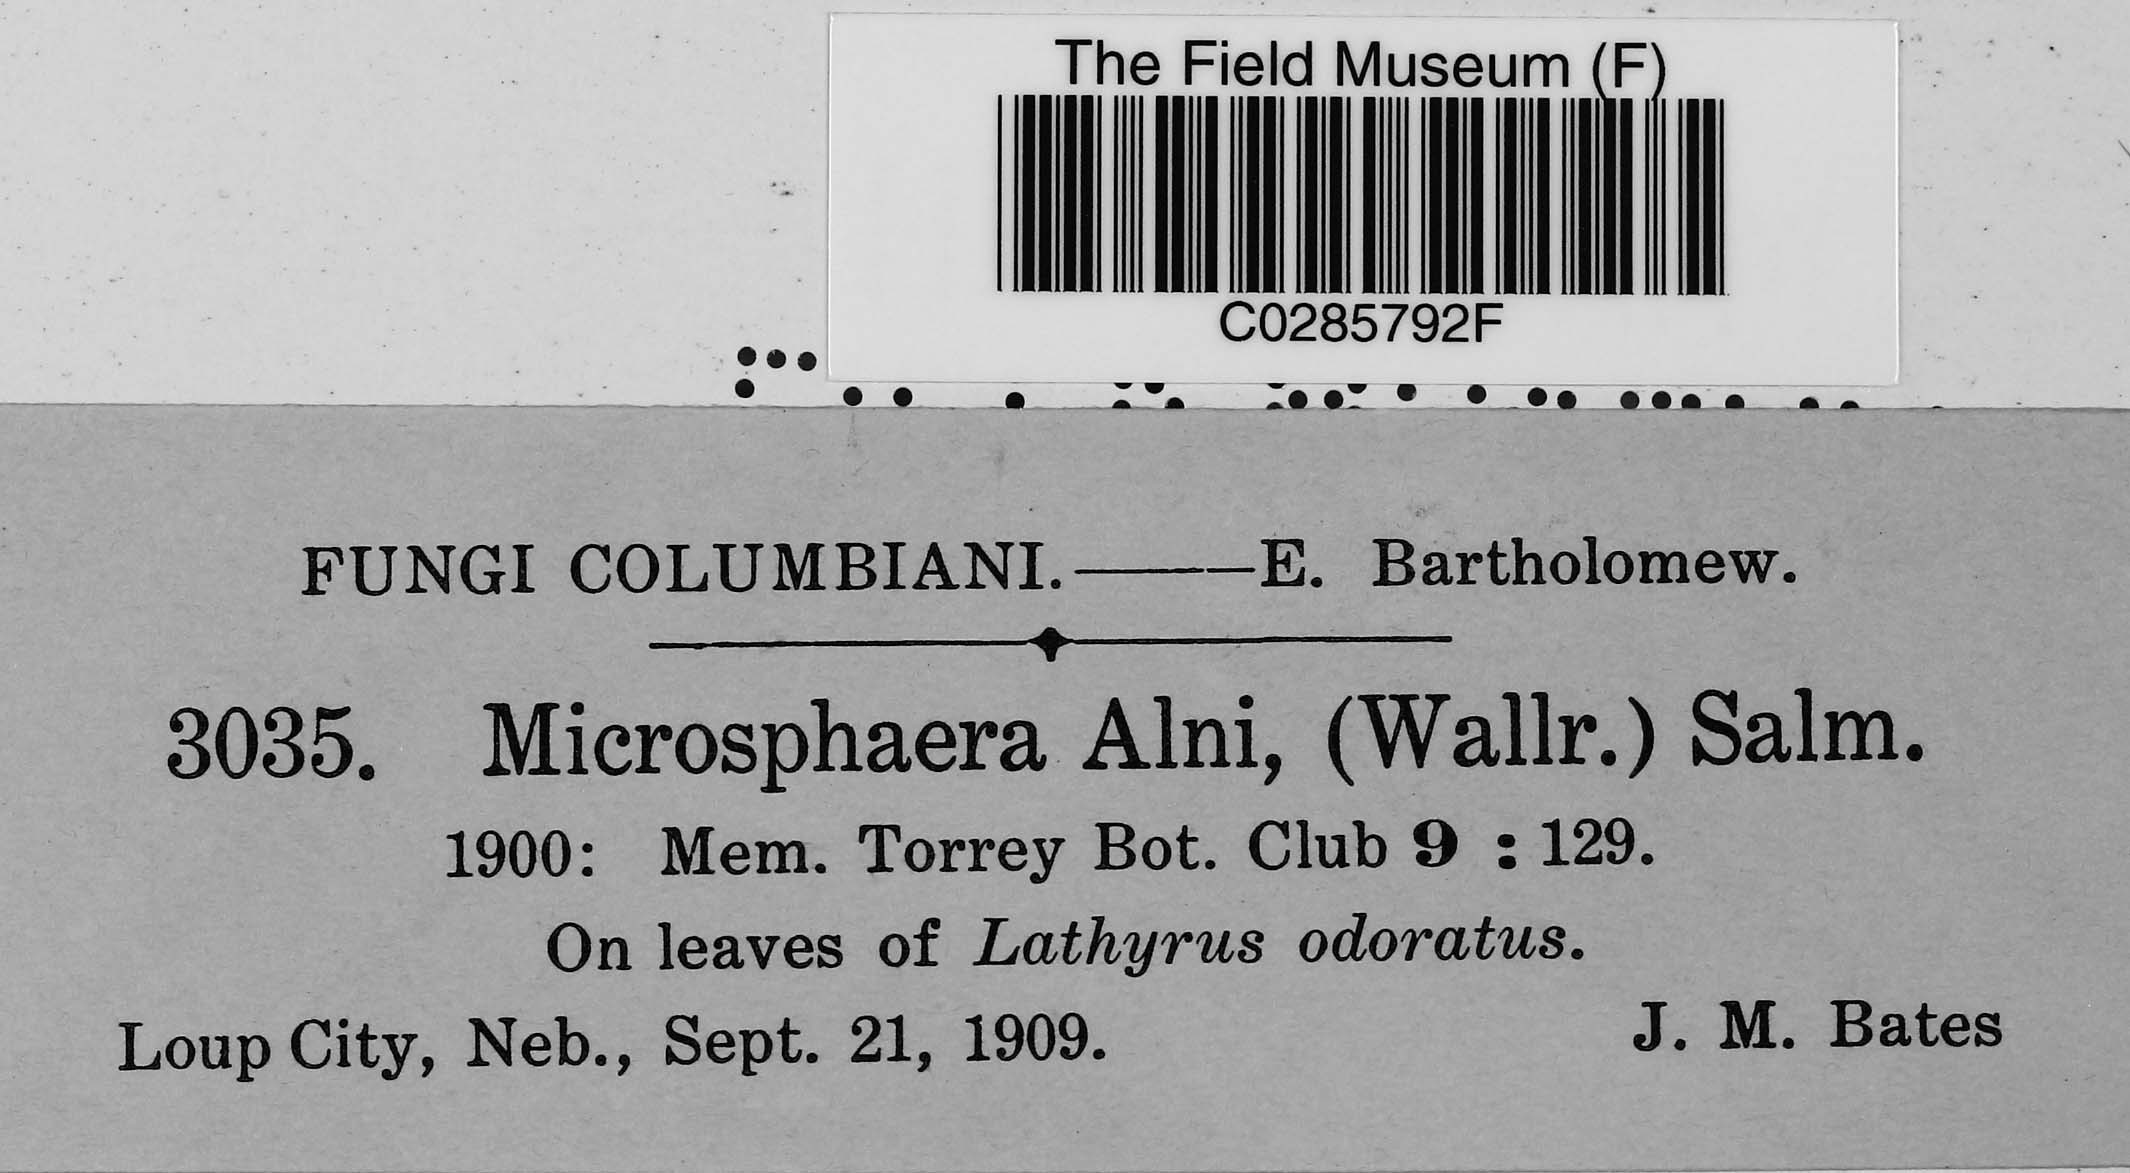 The Field Museum (F)
C0285792F
FUNGI COLUMBIANI.——E. Bartholomew.
3035. Microsphaera Alni, (Wallr.) Salm.
1900: Mem. Torrey Bot. Club 9 : 129.
On leaves of Lathyrus odoratus.
Loup City, Neb., Sept. 21, 1909. J. M. Bates